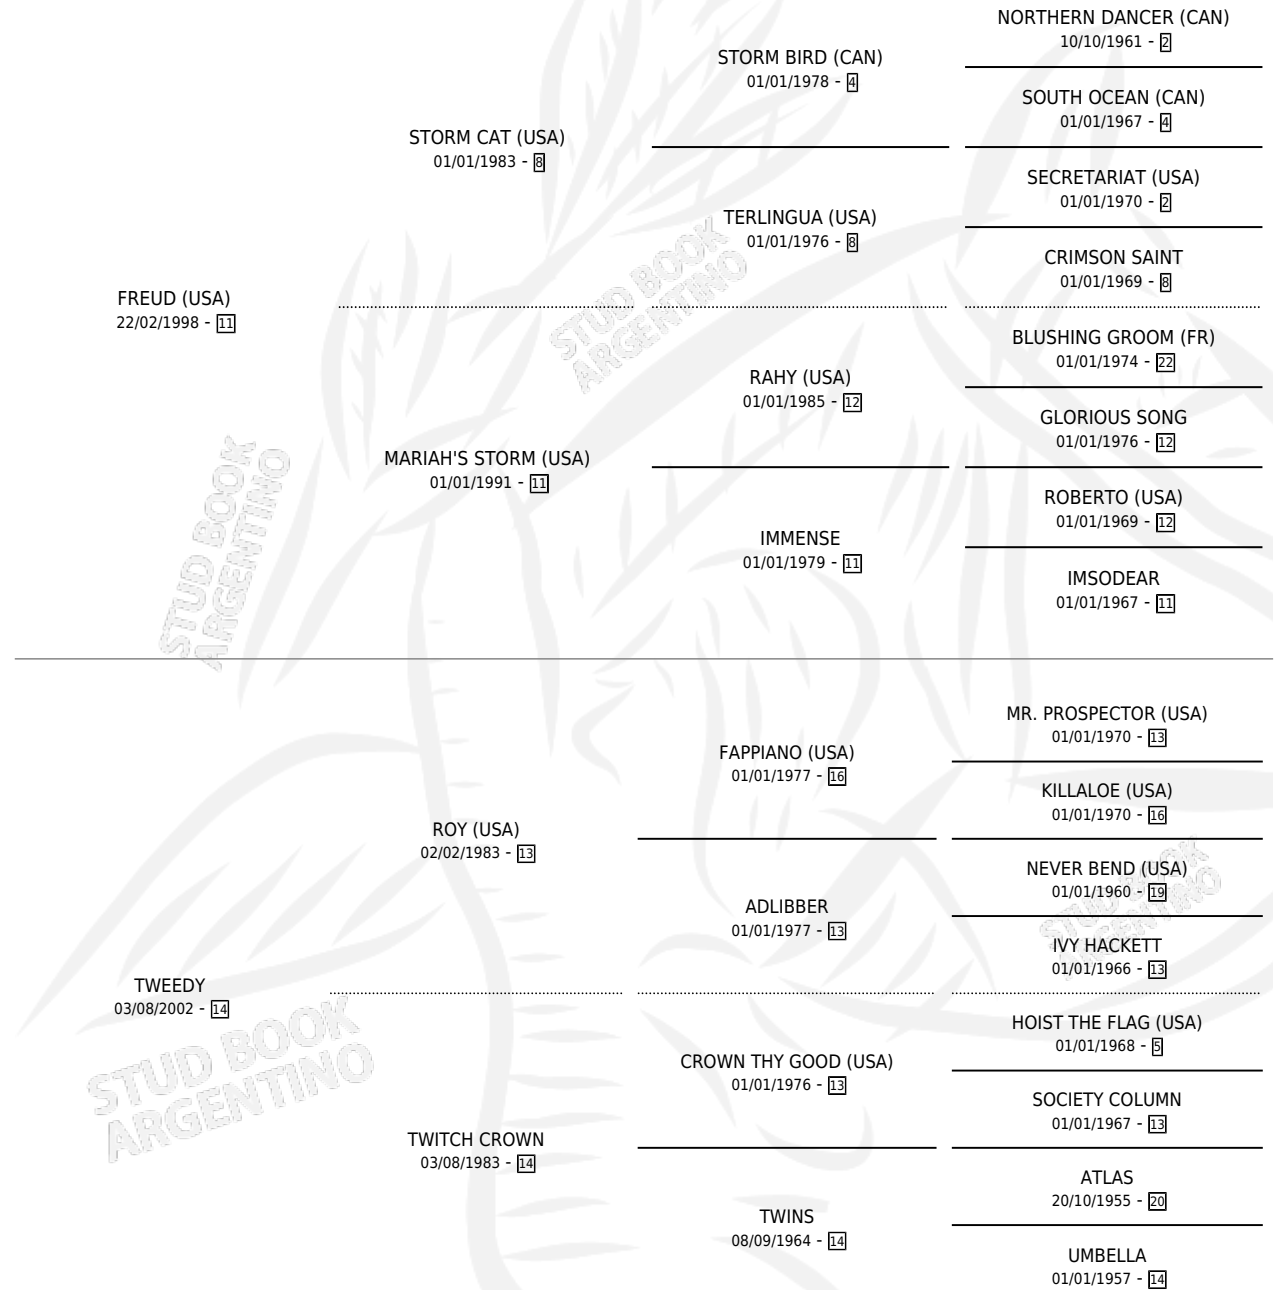 NORTHERN DANCER (CAN)
10/10/1961 - 2
STORM BIRD (CAN)
01/01/1978 - 4
SOUTH OCEAN (CAN)
01/01/1967 - 4
STORM CAT (USA)
01/01/1983 - 8
SECRETARIAT (USA)
01/01/1970 - 2
TERLINGUA (USA)
01/01/1976 - 8
CRIMSON SAINT
01/01/1969 - 8
FREUD (USA)
22/02/1998 - 11
STUD BOOK
ARGENTINO
BLUSHING GROOM (FR)
01/01/1974 - 22
RAHY (USA)
01/01/1985 - 12
GLORIOUS SONG
01/01/1976 - 12
MARIAH'S STORM (USA)
01/01/1991 - 11
ROBERTO (USA)
01/01/1969 - 12
IMMENSE
01/01/1979 - 11
IMSODEAR
01/01/1967 - 11
STUD BOOK
ARGENTINO
MR. PROSPECTOR (USA)
01/01/1970 - 13
FAPPIANO (USA)
01/01/1977 - 16
KILLALOE (USA)
01/01/1970 - 16
ROY (USA)
02/02/1983 - 13
NEVER BEND (USA)
01/01/1960 - 19
ADLIBBER
01/01/1977 - 13
STUD BOOK
ARGENTINO
IVY HACKETT
01/01/1966 - 13
TWEEDY
03/08/2002 - 14
HOIST THE FLAG (USA)
01/01/1968 - 5
CROWN THY GOOD (USA)
01/01/1976 - 13
SOCIETY COLUMN
01/01/1967 - 13
STUD BOOK
ARGENTINO
TWITCH CROWN
03/08/1983 - 14
ATLAS
20/10/1955 - 20
TWINS
08/09/1964 - 14
UMBELLA
01/01/1957 - 14